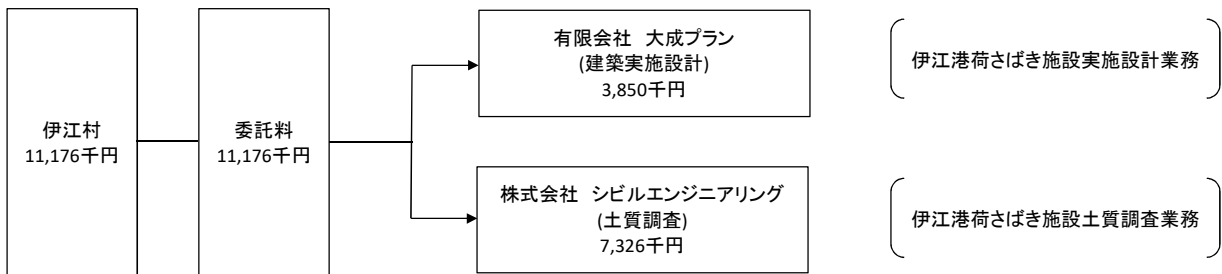 伊江村
11,176千円
委託料
11,176千円
有限会社　大成プラン
(建築実施設計)
3,850千円
伊江港荷さばき施設実施設計業務
株式会社　シビルエンジニアリング
(土質調査)
7,326千円
伊江港荷さばき施設土質調査業務